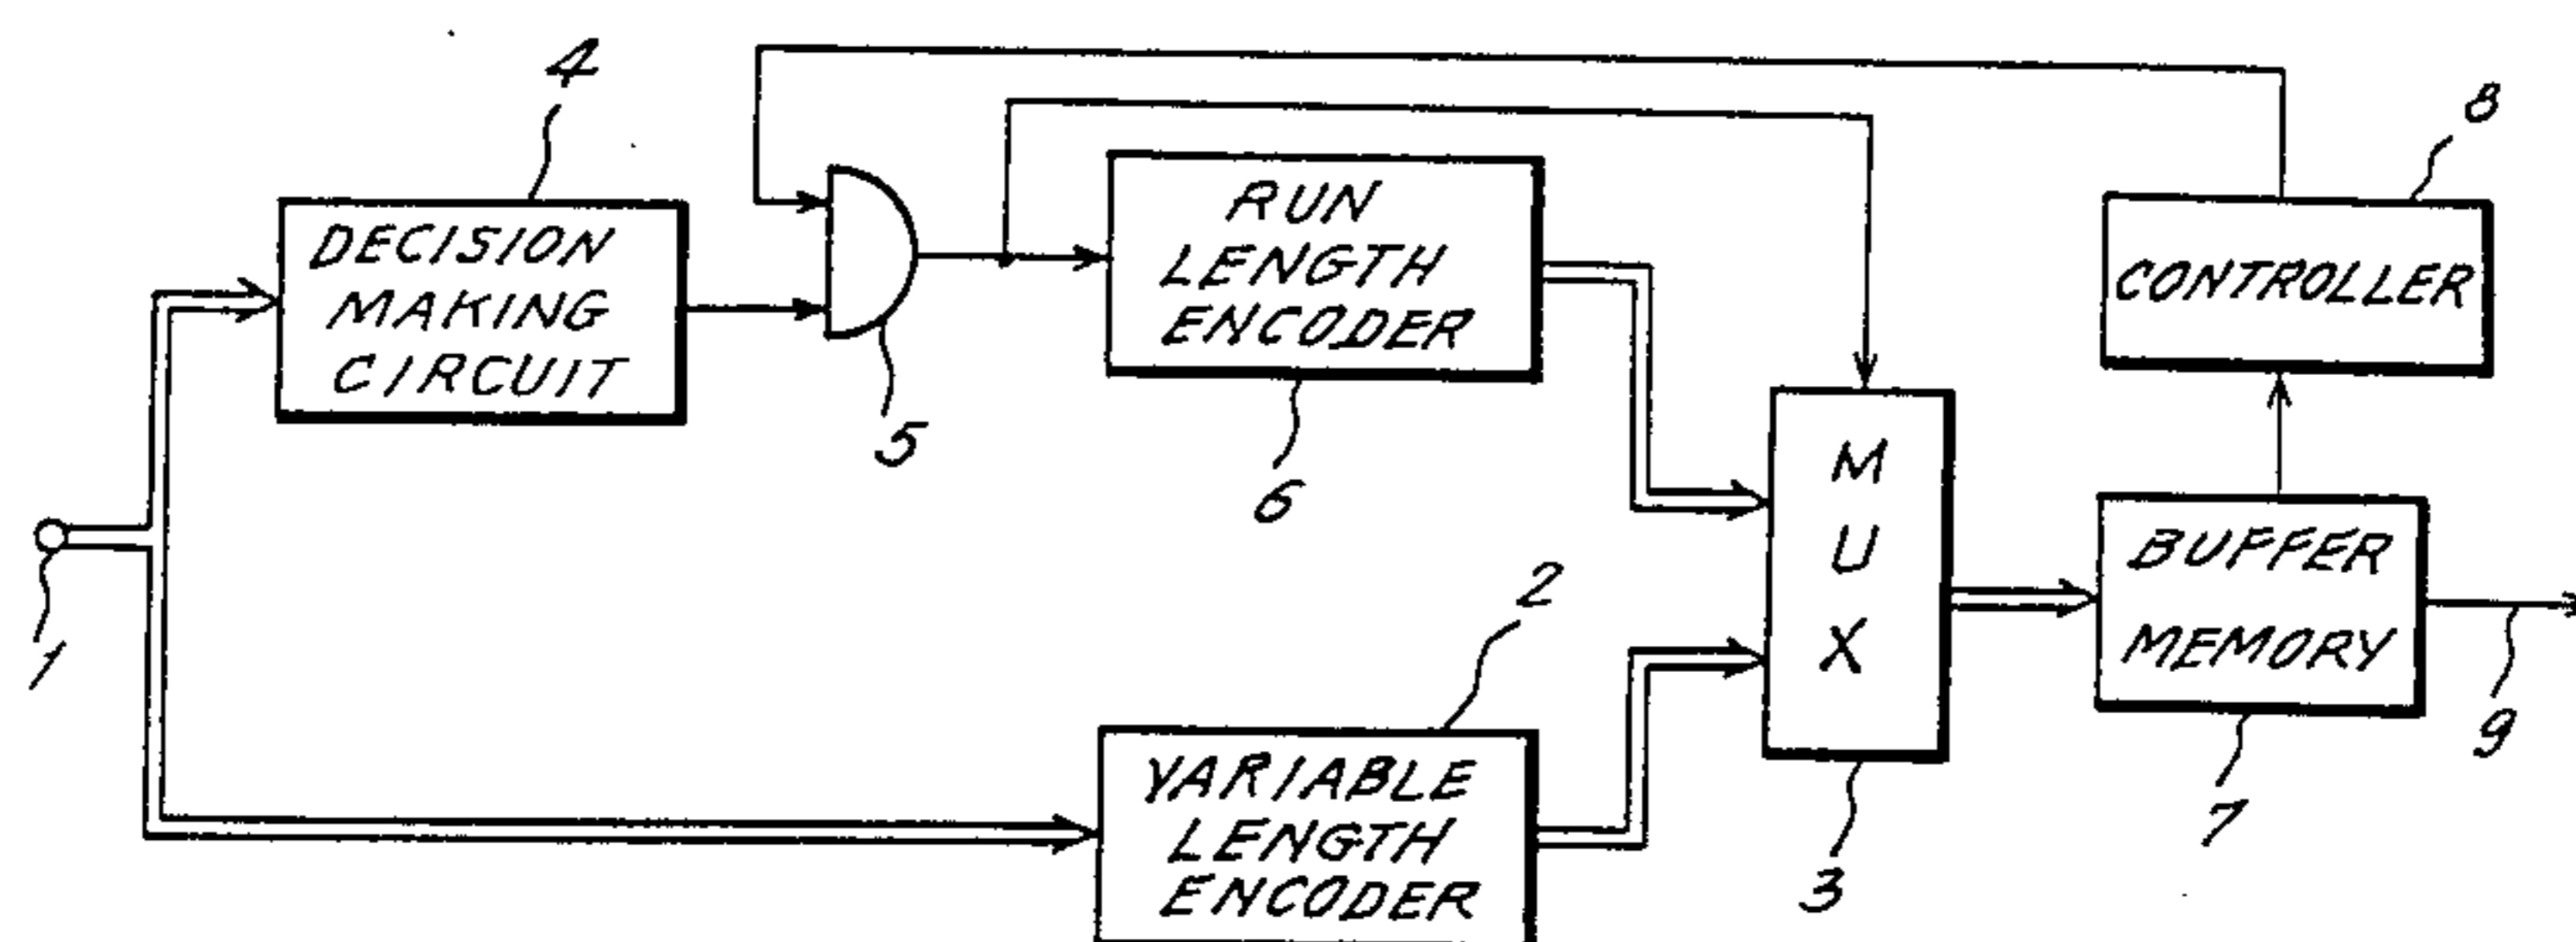 4
8
DECISION
MAKING
CIRCUIT
5
RUN
LENGTH
ENCODER
6
CONTROLLER
1
2
VARIABLE
LENGTH
ENCODER
M
U
X
3
BUFFER
MEMORY
7
9